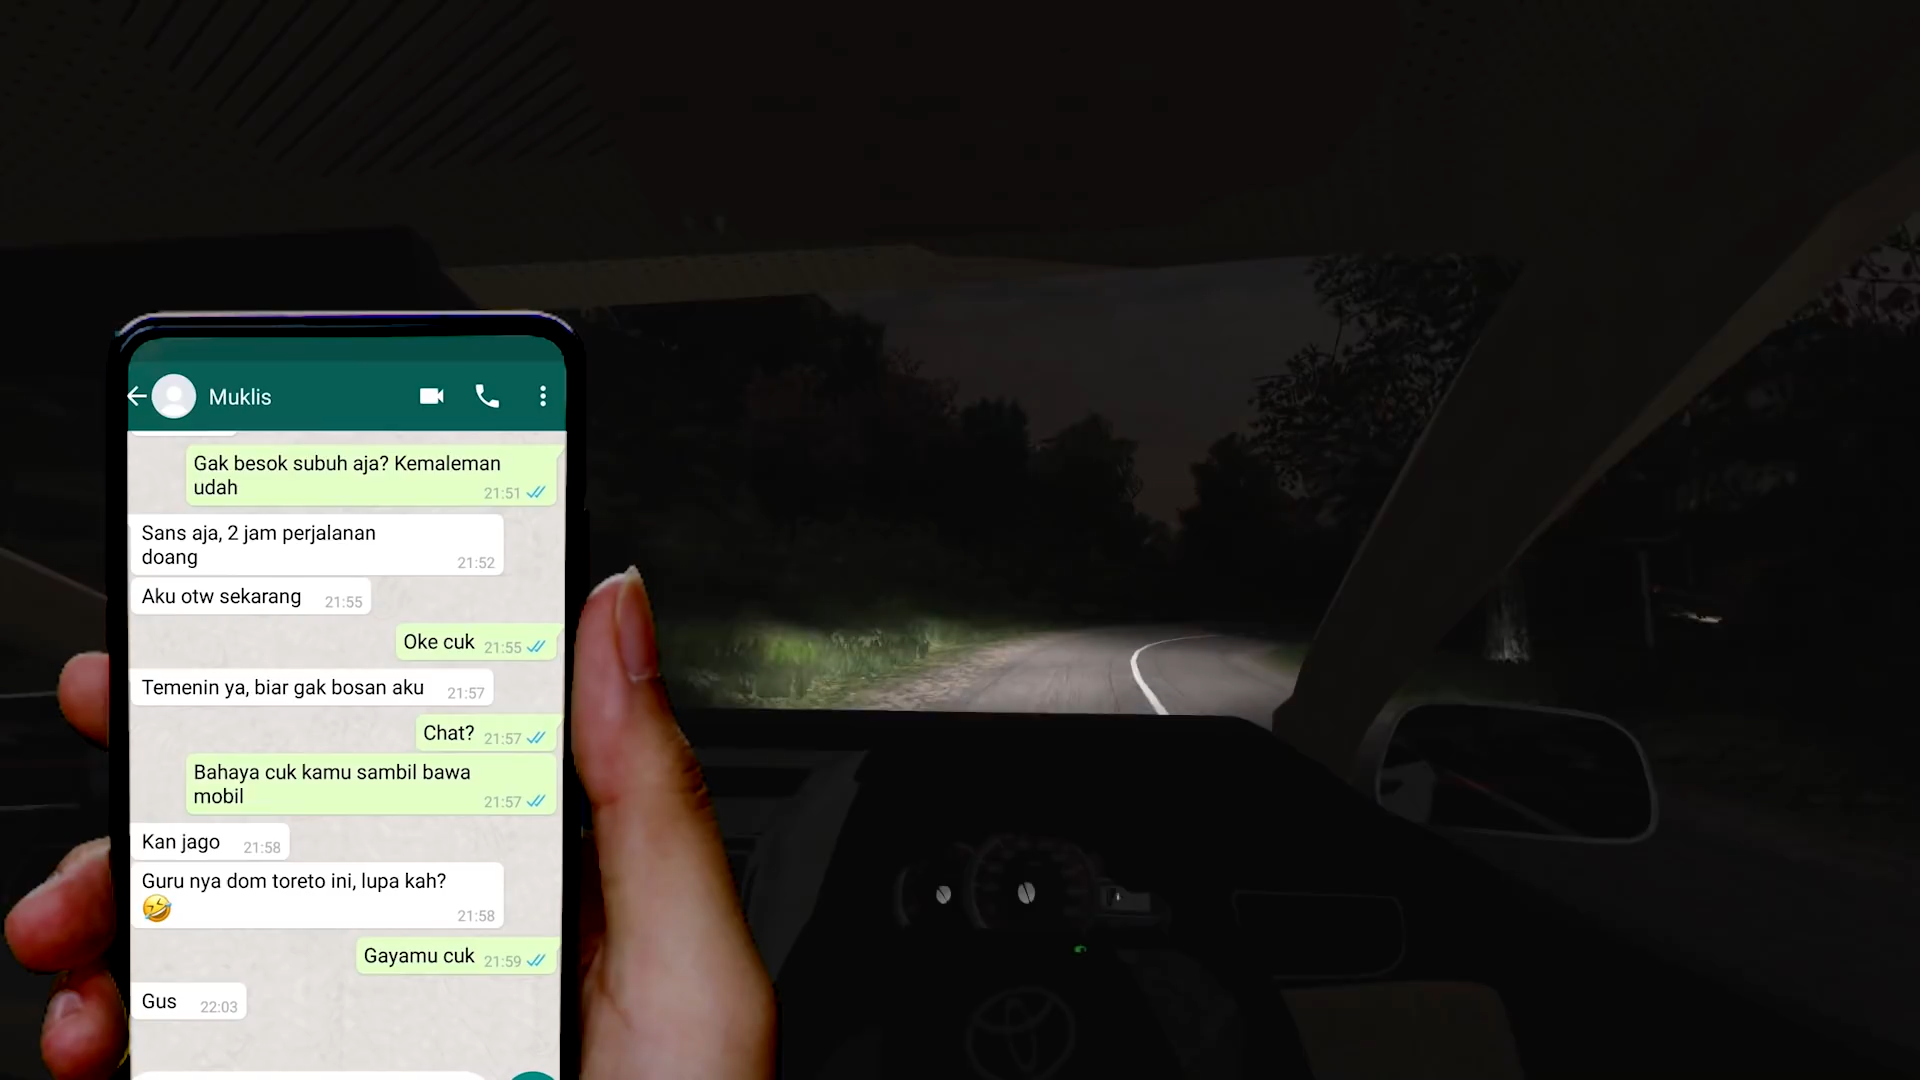 Muklis
Gak besok subuh aja? Kemaleman
udah
21:51
Sans aja, 2 jam perjalanan
doang
21:52
Aku otw sekarang 21:55
Oke cuk 21:55
Temenin ya, biar gak bosan aku 21:57
Chat? 21:57
Bahaya cuk kamu sambil bawa
mobil
21:57
Kan jago 21:58
Guru nya dom toreto ini, lupa kah?
🤣
21:58
Gayamu cuk 21:59
Gus 22:03